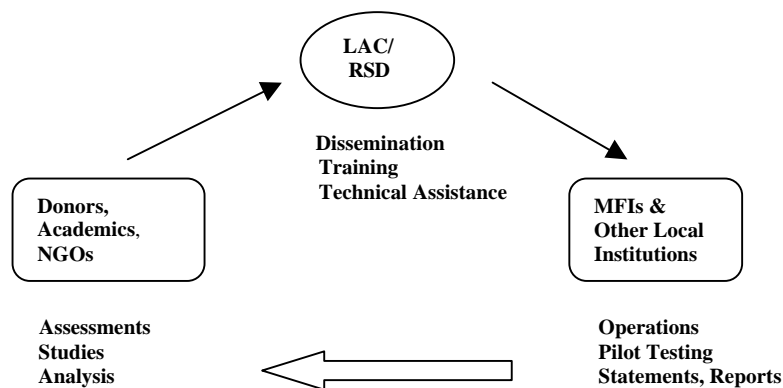 LAC/
RSD
Dissemination
Training
Technical Assistance
Donors,
Academics,
NGOs
MFIs &
Other Local
Institutions
Assessments
Studies
Analysis
Operations
Pilot Testing
Statements, Reports